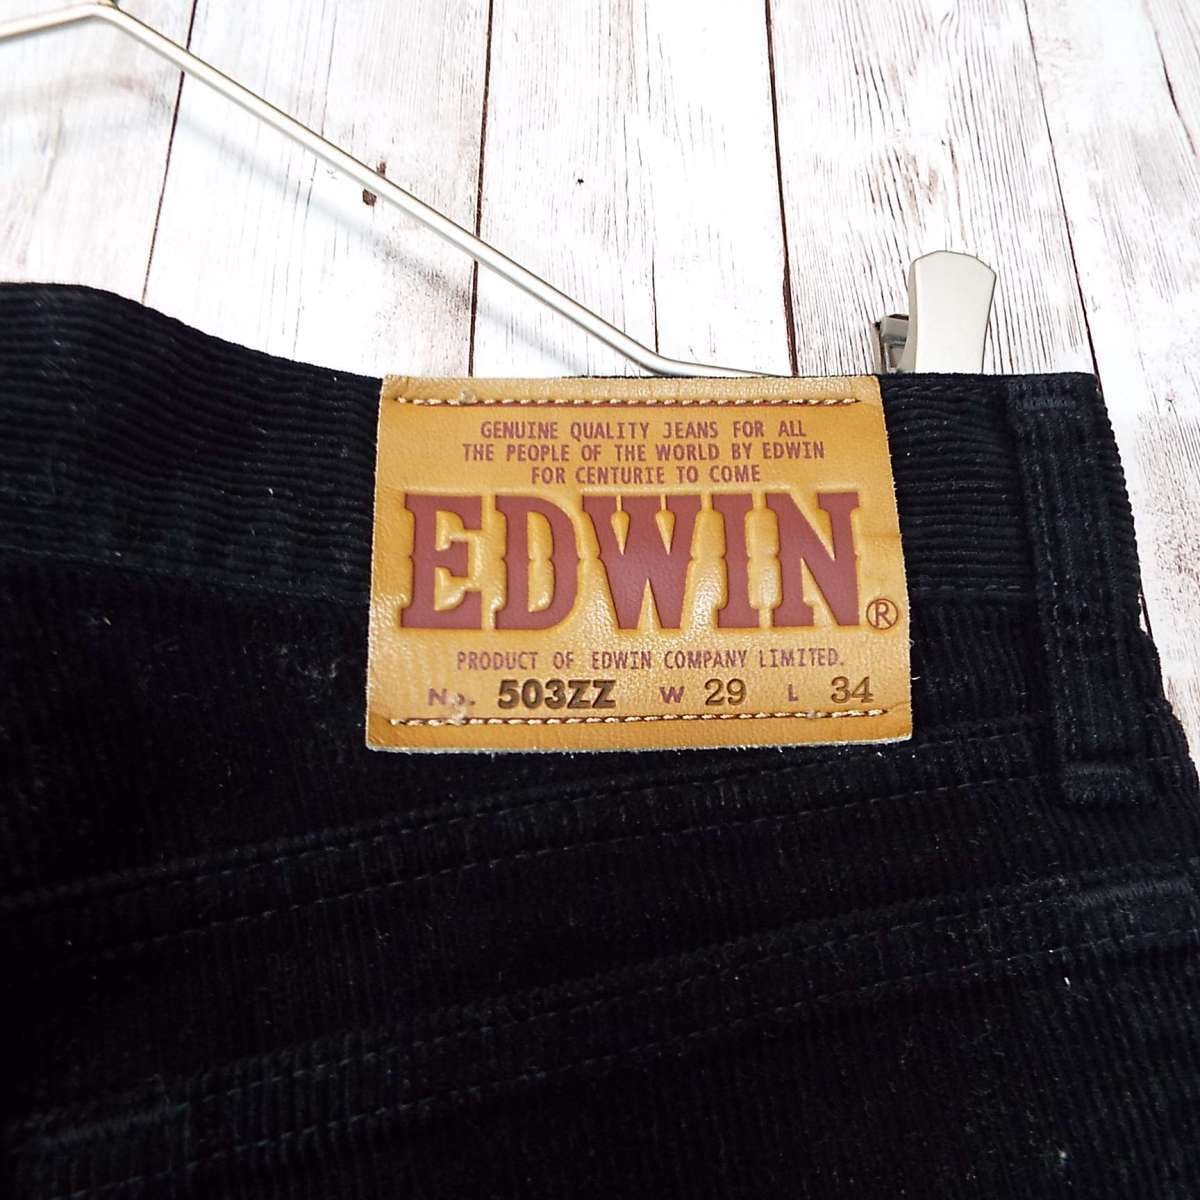 GENUINE QUALITY JEANS FOR ALL
THE PEOPLE OF THE WORLD BY EDWIN
FOR CENTURIE TO COME
EDWIN®
PRODUCT OF EDWIN COMPANY LIMITED.
No. 503ZZ W 29 L 34